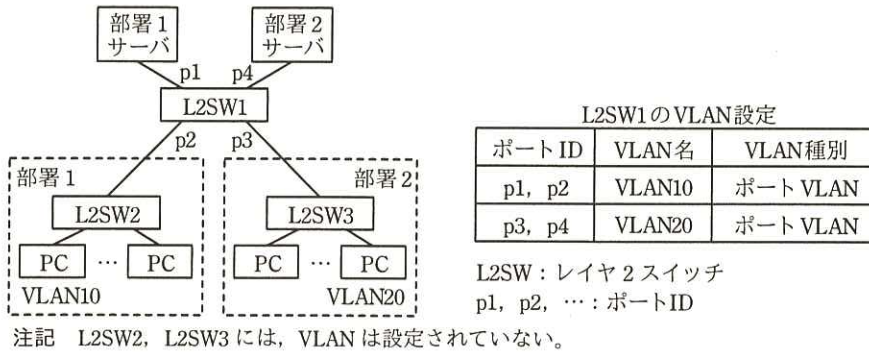 部署1
サーバ
部署2
サーバ
p1
p4
L2SW1
p2
p3
部署1
部署2
L2SW2
L2SW3
PC
…
PC
PC
…
PC
VLAN10
VLAN20
L2SW1のVLAN設定
ポートID
VLAN名
VLAN種別
p1,p2
VLAN10
ポートVLAN
p3,p4
VLAN20
ポートVLAN
L2SW:レイヤ2スイッチ
p1,p2,…:ポートID
注記 L2SW2,L2SW3には,VLANは設定されていない。